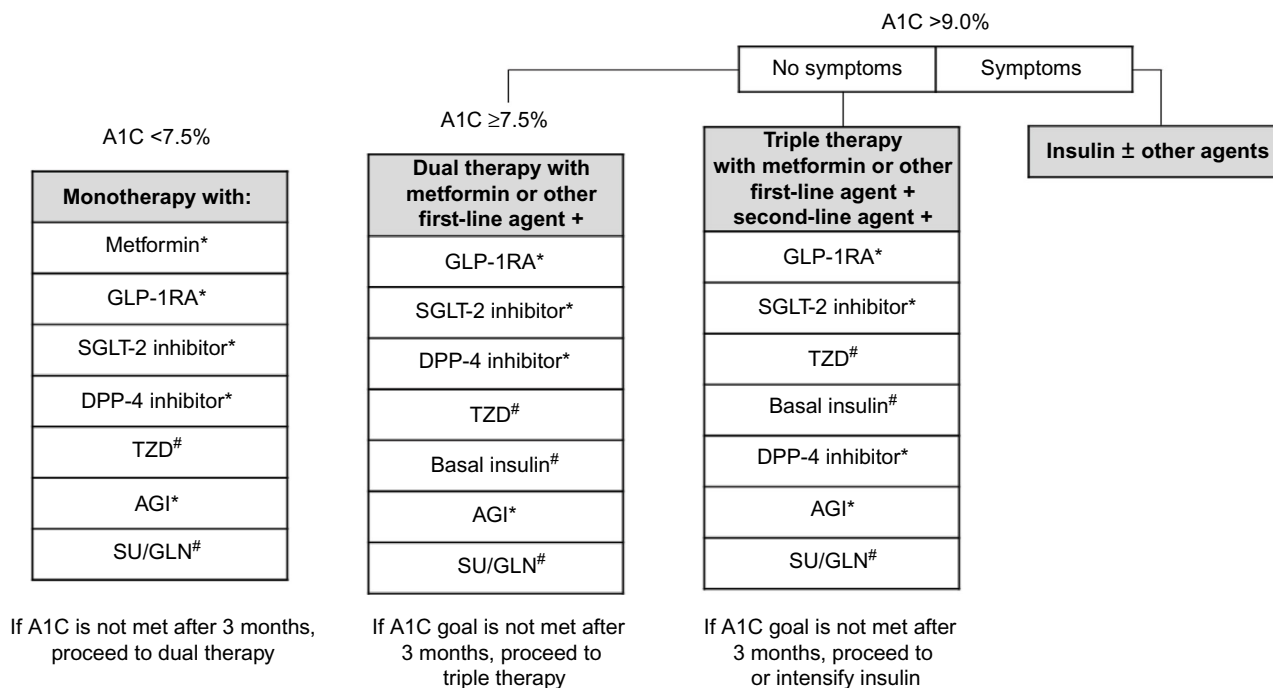 A1C >9.0%
No symptoms
Symptoms
A1C <7.5%
Monotherapy with:
Metformin*
GLP-1RA*
SGLT-2 inhibitor*
DPP-4 inhibitor*
TZD#
AGI*
SU/GLN#
If A1C is not met after 3 months,
proceed to dual therapy
A1C ≥7.5%
Dual therapy with
metformin or other
first-line agent +
GLP-1RA*
SGLT-2 inhibitor*
DPP-4 inhibitor*
TZD#
Basal insulin#
AGI*
SU/GLN#
If A1C goal is not met after
3 months, proceed to
triple therapy
Triple therapy
with metformin or other
first-line agent +
second-line agent +
GLP-1RA*
SGLT-2 inhibitor*
TZD#
Basal insulin#
DPP-4 inhibitor*
AGI*
SU/GLN#
If A1C goal is not met after
3 months, proceed to
or intensify insulin
Insulin ± other agents